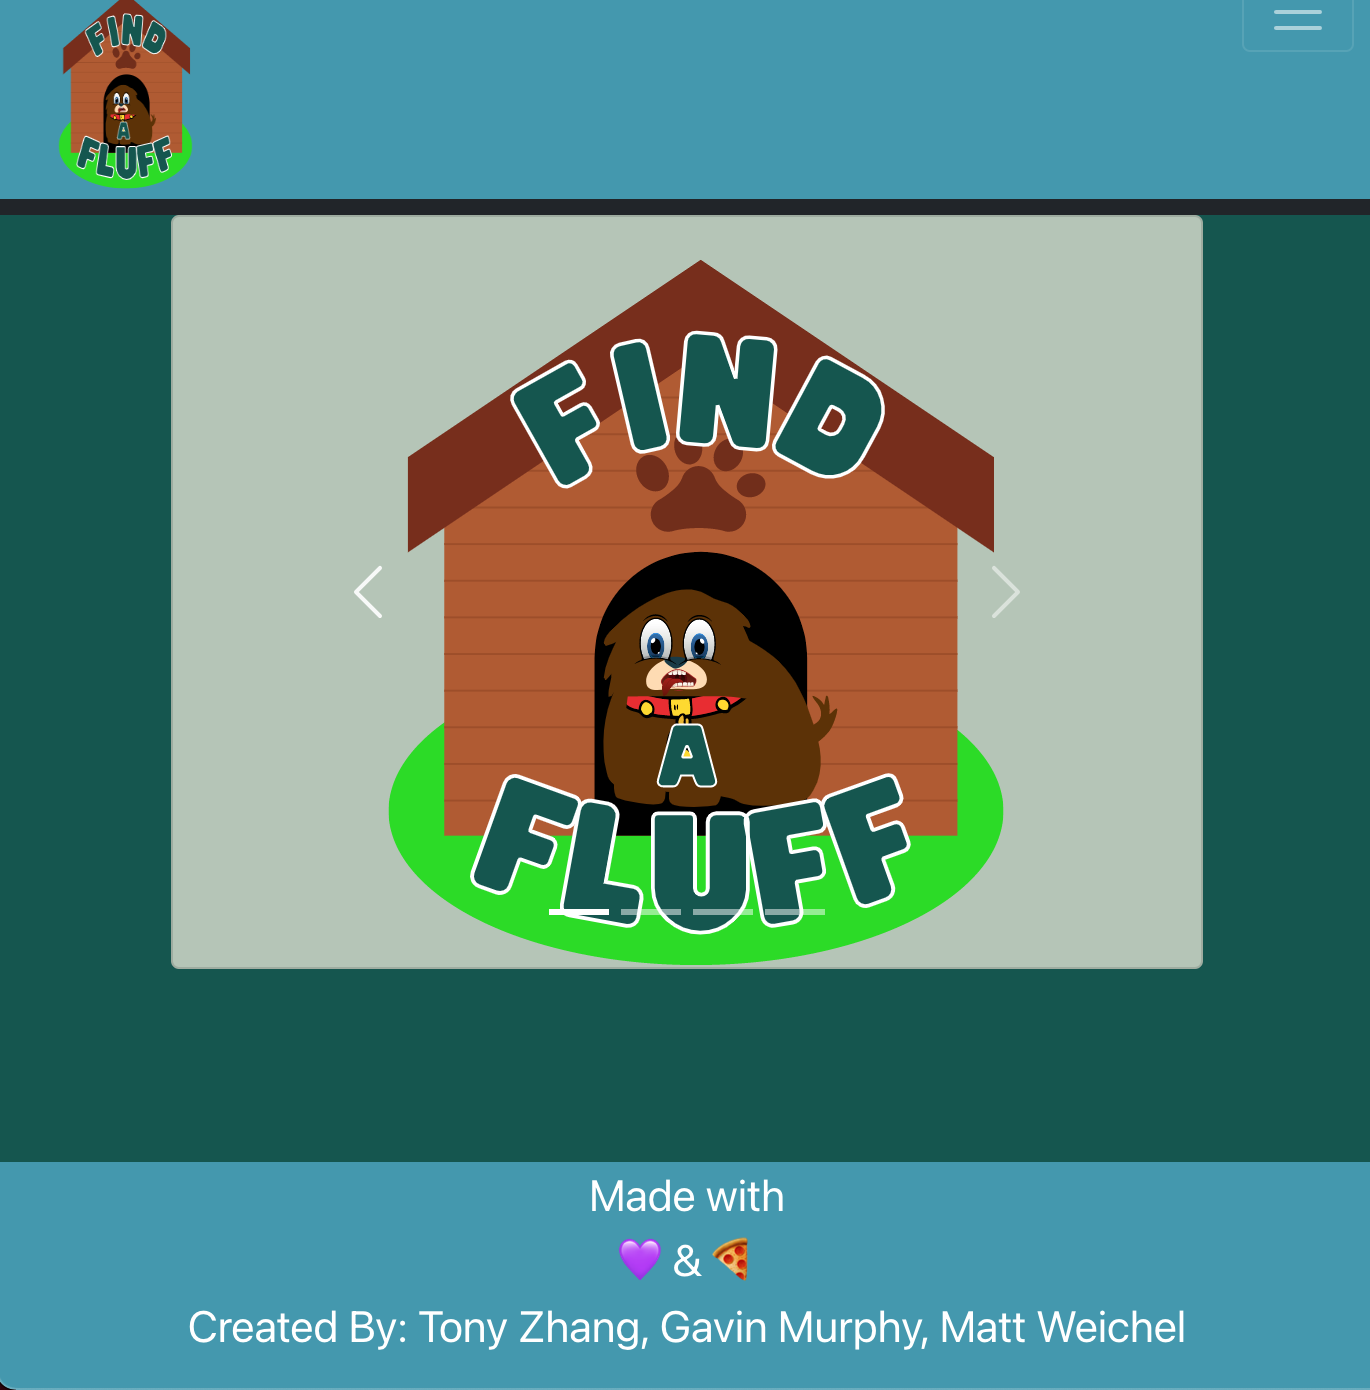 FIND
A
FLUFF
FIND
A
FLUFF
Made with
💜 & 🍕
Created By: Tony Zhang, Gavin Murphy, Matt Weichel